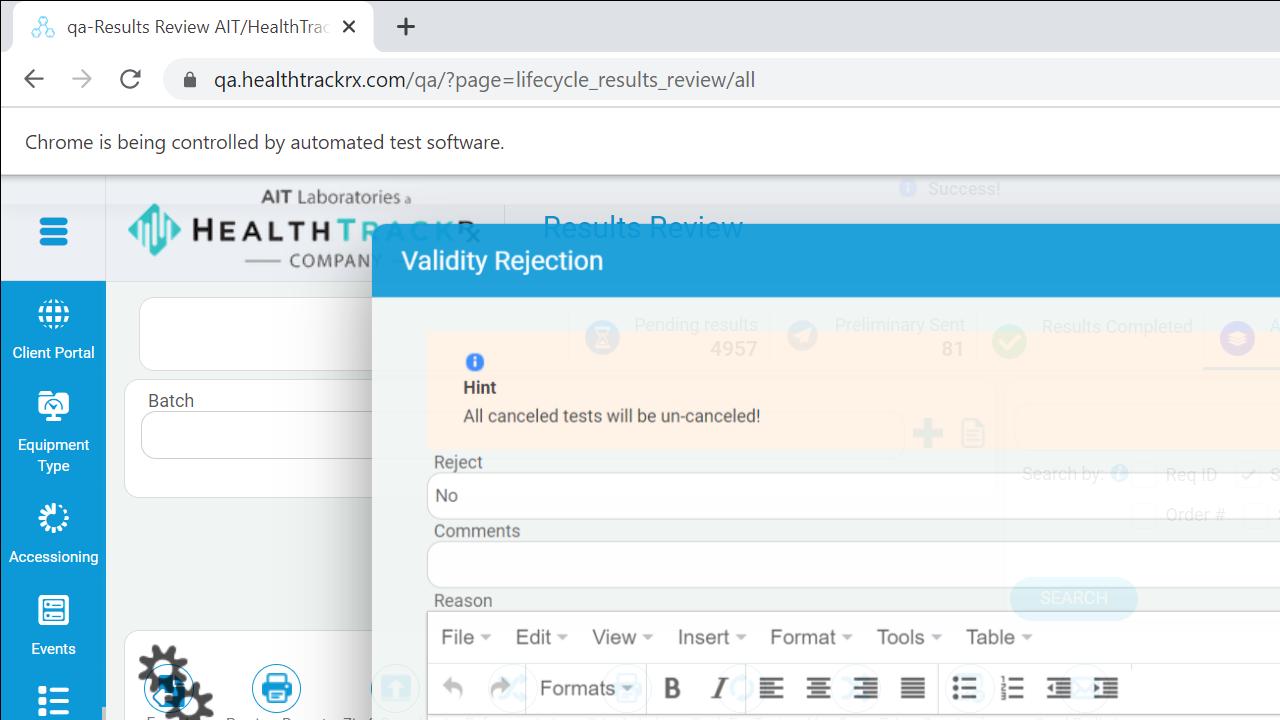 qa-Results Review AIT/HealthTrac
qa.healthtrackrx.com/qa/?page=lifecycle_results_review/all
Chrome is being controlled by automated test software.
Success!
AIT Laboratories a
HEALTHTRACKRx
COMPANY
Results Review
Validity Rejection
Client Portal
Pending results
4957
Preliminary Sent
81
Results Completed
Hint
All canceled tests will be un-canceled!
Batch
Equipment
Type
Reject
No
Search by:
Req ID
Order #
Comments
Accessioning
Reason
SEARCH
File Edit View Insert Format Tools Table
Events
Formats B I